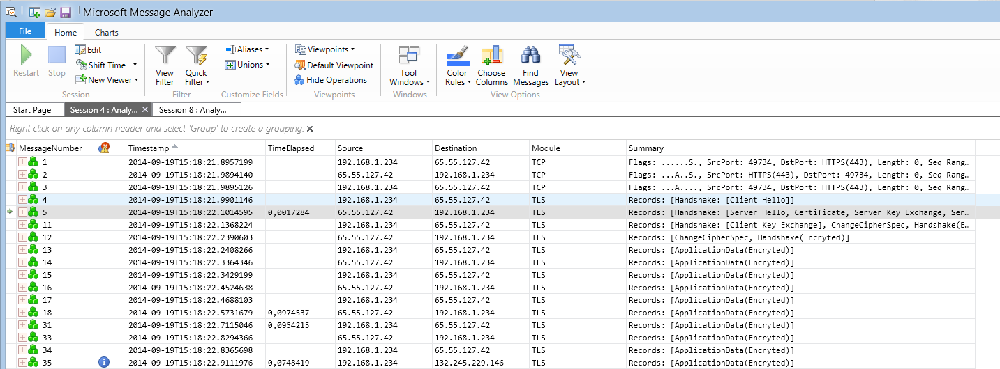 Microsoft Message Analyzer
File Home Charts
Restart Stop Edit Shift Time New Viewer Session
View Filter Quick Filter Filter
Aliases Unions Customize Fields
Viewpoints Default Viewpoint Hide Operations Viewpoints
Tool Windows Windows
Color Rules Choose Columns Find Messages View Layout View Options
Start Page Session 4 : Analy... Session 8 : Analy...
Right click on any column header and select 'Group' to create a grouping.
MessageNumber Timestamp TimeElapsed Source Destination Module Summary
1 2014-09-19T15:18:21.8957199 192.168.1.234 65.55.127.42 TCP Flags: ......S., SrcPort: 49734, DstPort: HTTPS(443), Length: 0, Seq Rang…
2 2014-09-19T15:18:21.9894140 65.55.127.42 192.168.1.234 TCP Flags: ...A..S., SrcPort: HTTPS(443), DstPort: 49734, Length: 0, Seq Rang…
3 2014-09-19T15:18:21.9895126 192.168.1.234 65.55.127.42 TCP Flags: ...A...., SrcPort: 49734, DstPort: HTTPS(443), Length: 0, Seq Rang…
4 2014-09-19T15:18:21.9901146 192.168.1.234 65.55.127.42 TLS Records: [Handshake: [Client Hello]]
5 2014-09-19T15:18:22.1014595 0,0017284 65.55.127.42 192.168.1.234 TLS Records: [Handshake: [Server Hello, Certificate, Server Key Exchange, Ser…
11 2014-09-19T15:18:22.1368224 192.168.1.234 65.55.127.42 TLS Records: [Handshake: [Client Key Exchange], ChangeCipherSpec, Handshake(E…
12 2014-09-19T15:18:22.2390603 65.55.127.42 192.168.1.234 TLS Records: [ChangeCipherSpec, Handshake(Encryted)]
13 2014-09-19T15:18:22.2408266 192.168.1.234 65.55.127.42 TLS Records: [ApplicationData(Encryted)]
14 2014-09-19T15:18:22.3364346 65.55.127.42 192.168.1.234 TLS Records: [ApplicationData(Encryted)]
15 2014-09-19T15:18:22.3429199 192.168.1.234 65.55.127.42 TLS Records: [ApplicationData(Encryted)]
16 2014-09-19T15:18:22.4524638 65.55.127.42 192.168.1.234 TLS Records: [ApplicationData(Encryted)]
17 2014-09-19T15:18:22.4688103 192.168.1.234 65.55.127.42 TLS Records: [ApplicationData(Encryted)]
18 2014-09-19T15:18:22.5731679 0,0974537 65.55.127.42 192.168.1.234 TLS Records: [ApplicationData(Encryted)]
31 2014-09-19T15:18:22.7115046 0,0954215 192.168.1.234 65.55.127.42 TLS Records: [ApplicationData(Encryted)]
33 2014-09-19T15:18:22.8294366 65.55.127.42 192.168.1.234 TLS Records: [ApplicationData(Encryted)]
34 2014-09-19T15:18:22.8365698 192.168.1.234 65.55.127.42 TLS Records: [ApplicationData(Encryted)]
35 2014-09-19T15:18:22.9111976 0,0748419 192.168.1.234 132.245.229.146 TLS Records: [ApplicationData(Encryted)]